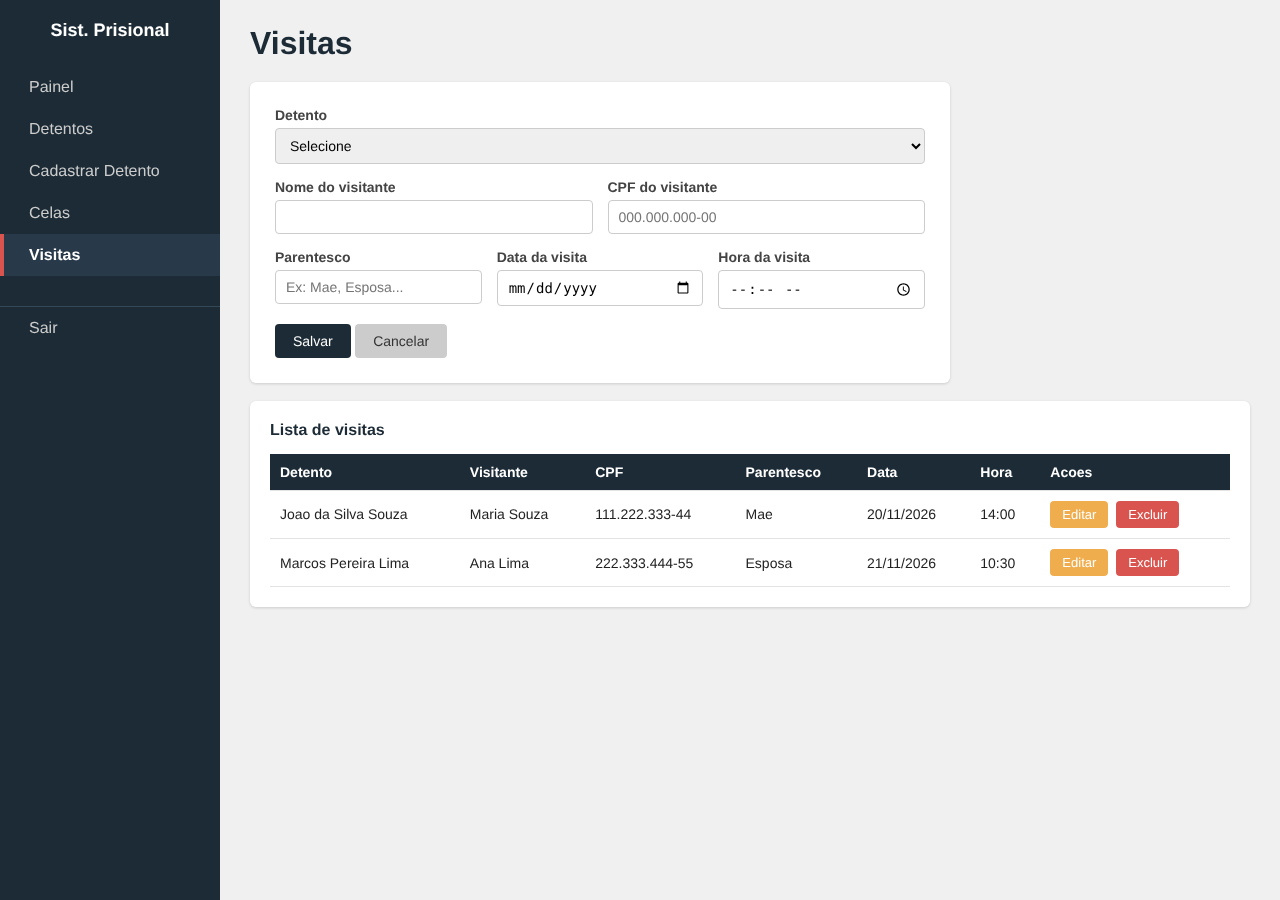 Sist. Prisional
Painel
Detentos
Cadastrar Detento
Celas
Visitas
Sair
Visitas
Detento
Selecione
Nome do visitante CPF do visitante
000.000.000-00
Parentesco Data da visita Hora da visita
Ex: Mae, Esposa... mm/dd/yyyy --:-- --
Salvar Cancelar
Lista de visitas
Detento Visitante CPF Parentesco Data Hora Acoes
Joao da Silva Souza Maria Souza 111.222.333-44 Mae 20/11/2026 14:00 Editar Excluir
Marcos Pereira Lima Ana Lima 222.333.444-55 Esposa 21/11/2026 10:30 Editar Excluir